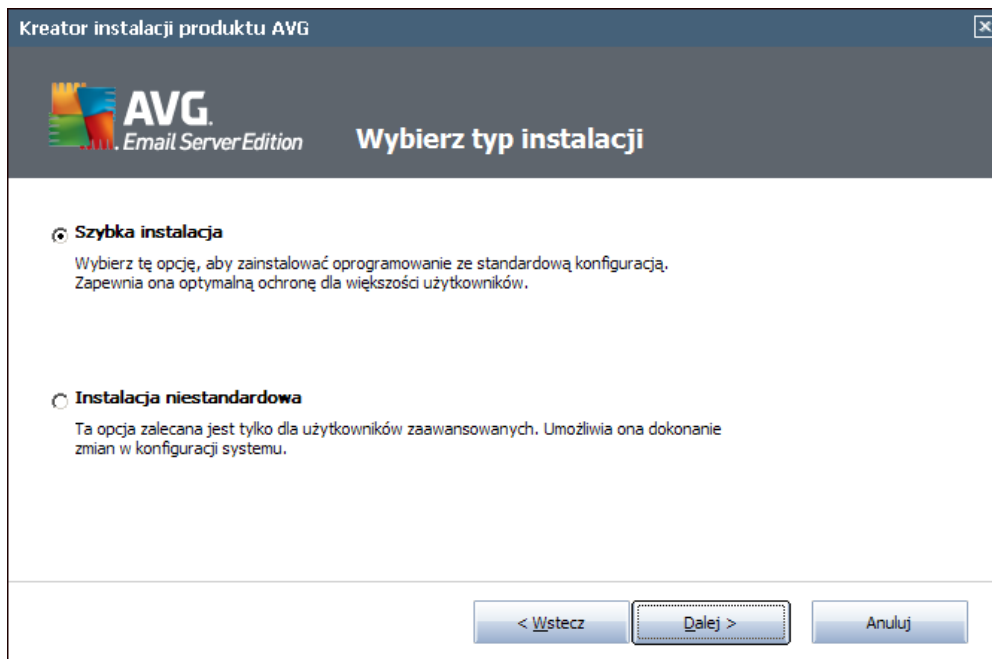 Kreator instalacji produktu AVG
AVG.
Email Server Edition
Wybierz typ instalacji
Szybka instalacja
Wybierz tę opcję, aby zainstalować oprogramowanie ze standardową konfiguracją.
Zapewnia ona optymalną ochronę dla większości użytkowników.
Instalacja niestandardowa
Ta opcja zalecana jest tylko dla użytkowników zaawansowanych. Umożliwia ona dokonanie
zmian w konfiguracji systemu.
< Wstecz
Dalej >
Anuluj